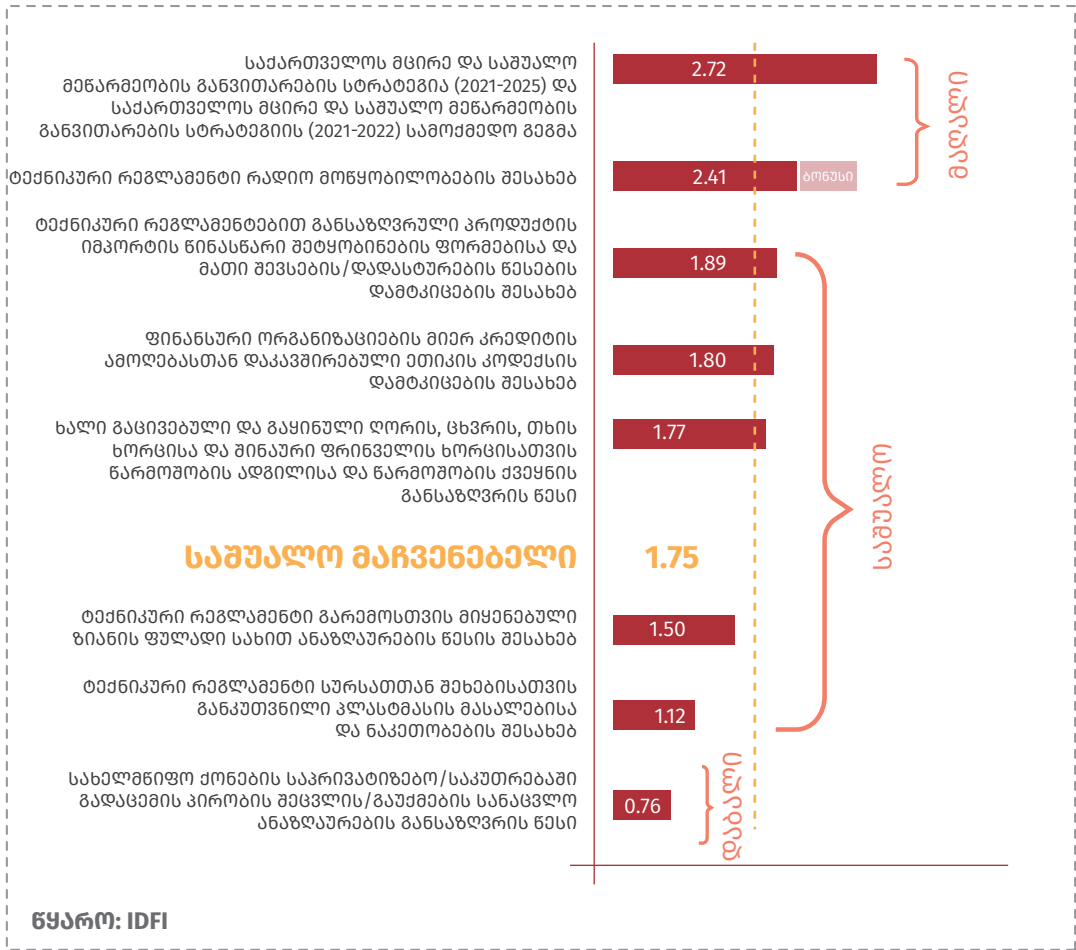 საქართველოს მცირე და საშუალო
მეწარმეობის განვითარების სტრატეგია (2021-2025) და
საქართველოს მცირე და საშუალო მეწარმეობის
განვითარების სტრატეგიის (2021-2022) სამოქმედო გეგმა
2.72
მაღალი
ტექნიკური რეგლამენტი რადიო მოწყობილობების შესახებ
2.41
ბონუსი
ტექნიკური რეგლამენტებით განსაზღვრული პროდუქტის
იმპორტის წინასწარი შეტყობინების ფორმებისა და
მათი შევსების/დადასტურების წესების
დამტკიცების შესახებ
1.89
ფინანსური ორგანიზაციების მიერ კრედიტის
ამოღებასთან დაკავშირებული ეთიკის კოდექსის
დამტკიცების შესახებ
1.80
ხალი გაცივებული და გაყინული ღორის, ცხვრის, თხის
ხორცისა და შინაური ფრინველის ხორცისათვის
წარმოშობის ადგილისა და წარმოშობის ქვეყნის
განსაზღვრის წესი
1.77
საშუალო
საშუალო მაჩვენებელი
1.75
ტექნიკური რეგლამენტი გარემოსთვის მიყენებული
ზიანის ფულადი სახით ანაზღაურების წესის შესახებ
1.50
ტექნიკური რეგლამენტი სურსათთან შეხებისათვის
განკუთვნილი პლასტმასის მასალებისა
და ნაკეთობების შესახებ
1.12
სახელმწიფო ქონების საპრივატიზებო/საკუთრებაში
გადაცემის პირობის შეცვლის/გაუქმების სანაცვლო
ანაზღაურების განსაზღვრის წესი
0.76
დაბალი
წყარო: IDFI